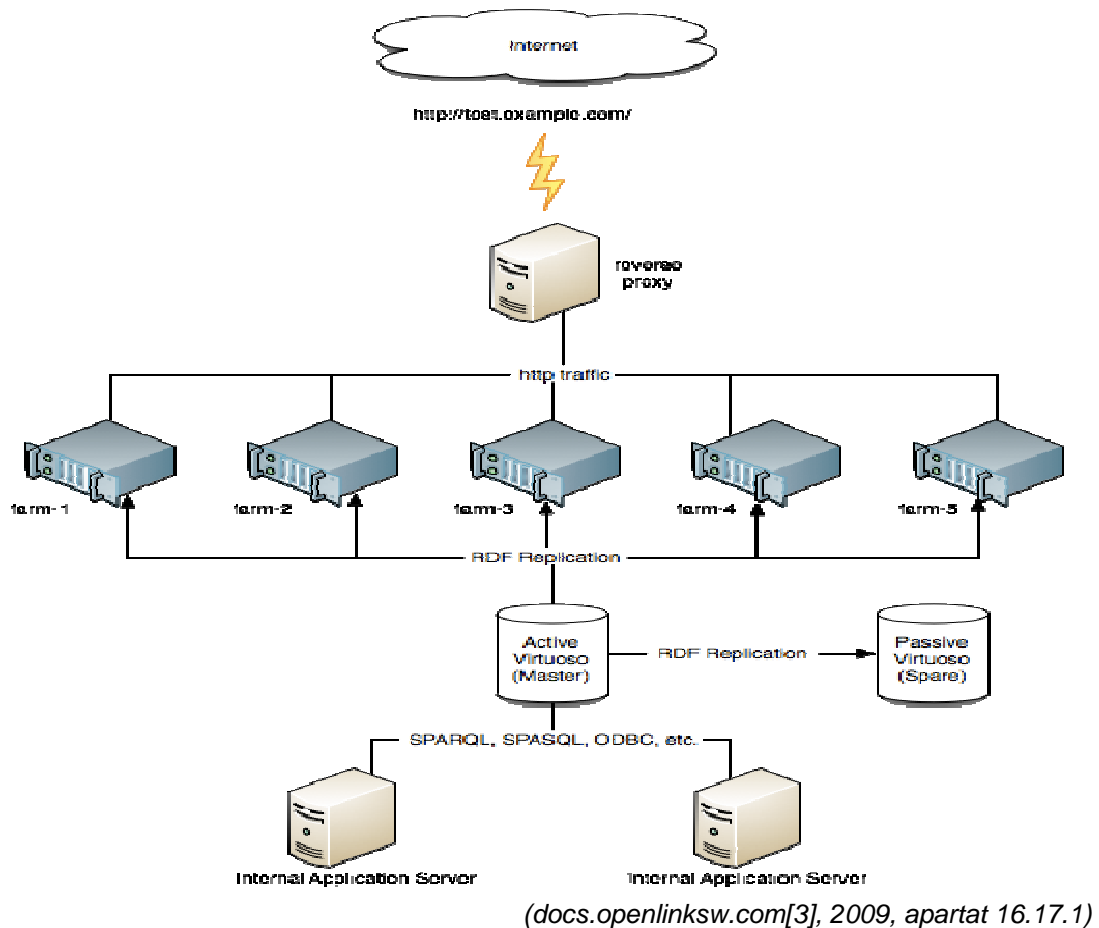 Internet
http://test.example.com/
reverse
proxy
http traffic
farm-1
farm-2
farm-3
farm-4
farm-5
RDF Replication
Active
Virtuoso
(Master)
RDF Replication
Passive
Virtuoso
(Spare)
SPARQL, SPASQL, ODBC, etc.
Internal Application Server
Internal Application Server
(docs.openlinksw.com[3], 2009, apartat 16.17.1)